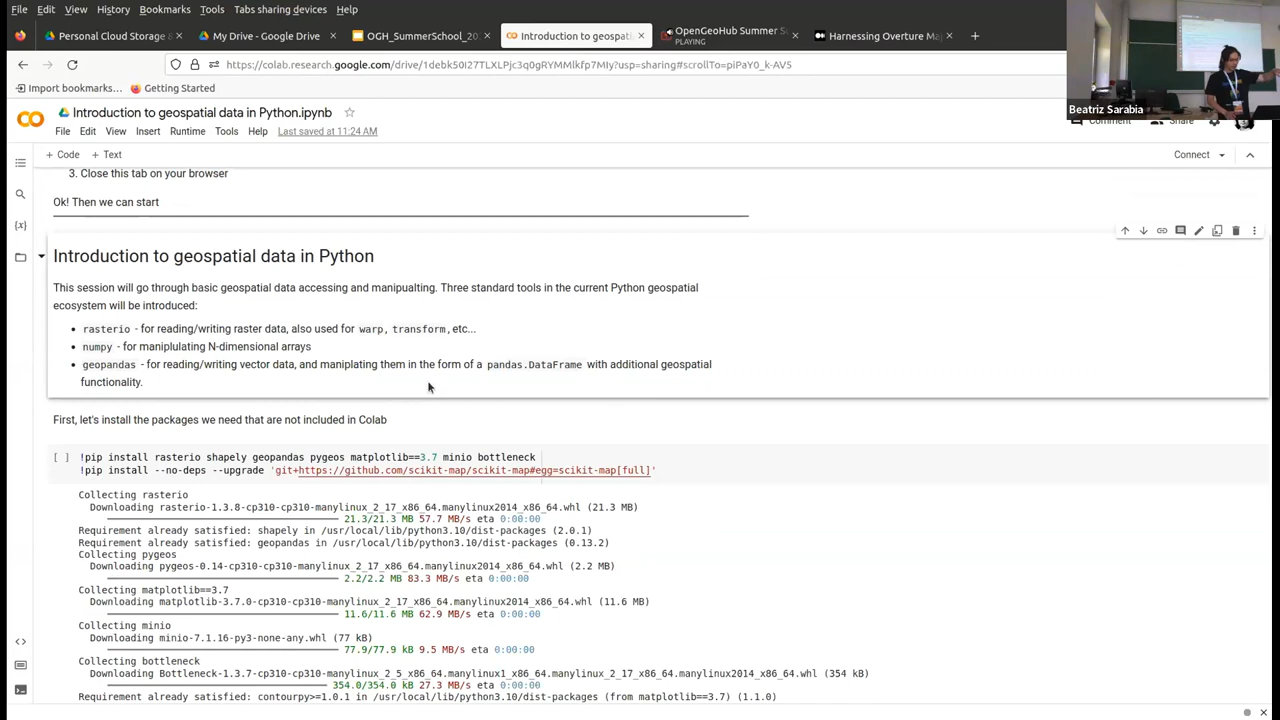 File Edit View History Bookmarks Tools Tabs sharing devices Help
Personal Cloud Storage & My Drive - Google Drive OGH_SummerSchool_20 Introduction to geospatia OpenGeoHub Summer S Harnessing Overture Ma
PLAYING
https://colab.research.google.com/drive/1debk50I27TLXLPjc3q0gRYMMlkfp7MIy?usp=sharing#scrollTo=piPaY0_k-AV5
Import bookmarks... Getting Started
Beatriz Sarabia
Introduction to geospatial data in Python.ipynb
File Edit View Insert Runtime Tools Help Last saved at 11:24 AM
Comment Share
+ Code + Text Connect
3. Close this tab on your browser
Ok! Then we can start
Introduction to geospatial data in Python
This session will go through basic geospatial data accessing and manipualting. Three standard tools in the current Python geospatial
ecosystem will be introduced:
rasterio - for reading/writing raster data, also used for warp, transform, etc...
numpy - for maniplulating N-dimensional arrays
geopandas - for reading/writing vector data, and maniplating them in the form of a pandas.DataFrame with additional geospatial
functionality.
First, let's install the packages we need that are not included in Colab
[ ] !pip install rasterio shapely geopandas pygeos matplotlib==3.7 minio bottleneck
!pip install --no-deps --upgrade 'git+https://github.com/scikit-map/scikit-map#egg=scikit-map[full]'
Collecting rasterio
Downloading rasterio-1.3.8-cp310-cp310-manylinux_2_17_x86_64.manylinux2014_x86_64.whl (21.3 MB)
21.3/21.3 MB 57.7 MB/s eta 0:00:00
Requirement already satisfied: shapely in /usr/local/lib/python3.10/dist-packages (2.0.1)
Requirement already satisfied: geopandas in /usr/local/lib/python3.10/dist-packages (0.13.2)
Collecting pygeos
Downloading pygeos-0.14-cp310-cp310-manylinux_2_17_x86_64.manylinux2014_x86_64.whl (2.2 MB)
2.2/2.2 MB 83.3 MB/s eta 0:00:00
Collecting matplotlib==3.7
Downloading matplotlib-3.7.0-cp310-cp310-manylinux_2_17_x86_64.manylinux2014_x86_64.whl (11.6 MB)
11.6/11.6 MB 62.9 MB/s eta 0:00:00
Collecting minio
Downloading minio-7.1.16-py3-none-any.whl (77 kB)
77.9/77.9 kB 9.5 MB/s eta 0:00:00
Collecting bottleneck
Downloading Bottleneck-1.3.7-cp310-cp310-manylinux_2_5_x86_64.manylinux1_x86_64.manylinux_2_17_x86_64.manylinux2014_x86_64.whl (354 kB)
354.0/354.0 kB 27.3 MB/s eta 0:00:00
Requirement already satisfied: contourpy>=1.0.1 in /usr/local/lib/python3.10/dist-packages (from matplotlib==3.7) (1.1.0)